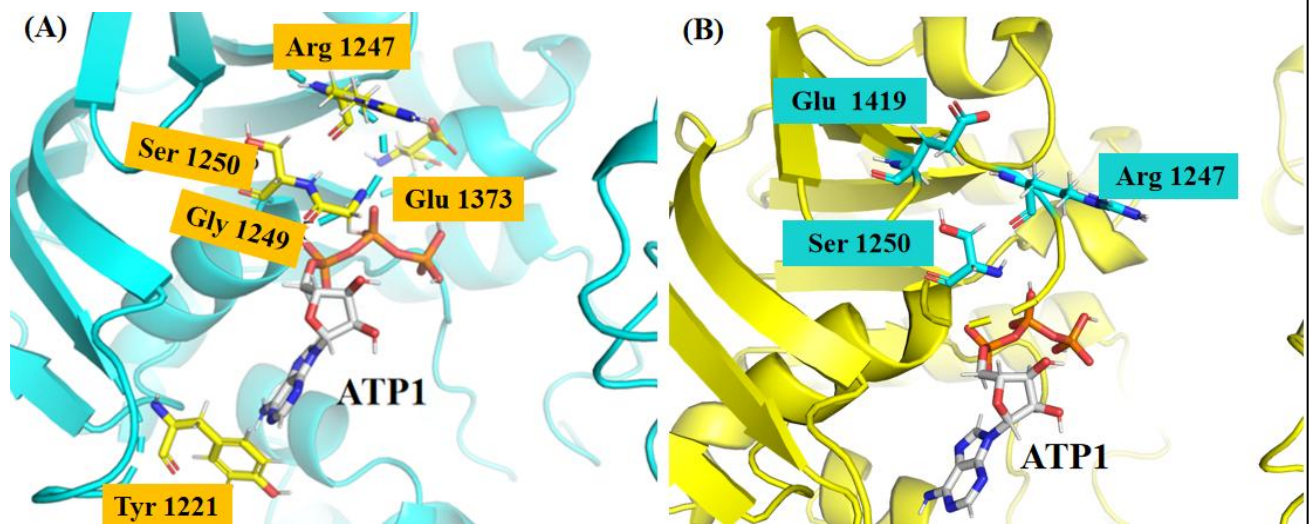 (A)
Arg 1247
Ser 1250
Gly 1249
Glu 1373
ATP1
Tyr 1221
(B)
Glu 1419
Arg 1247
Ser 1250
ATP1